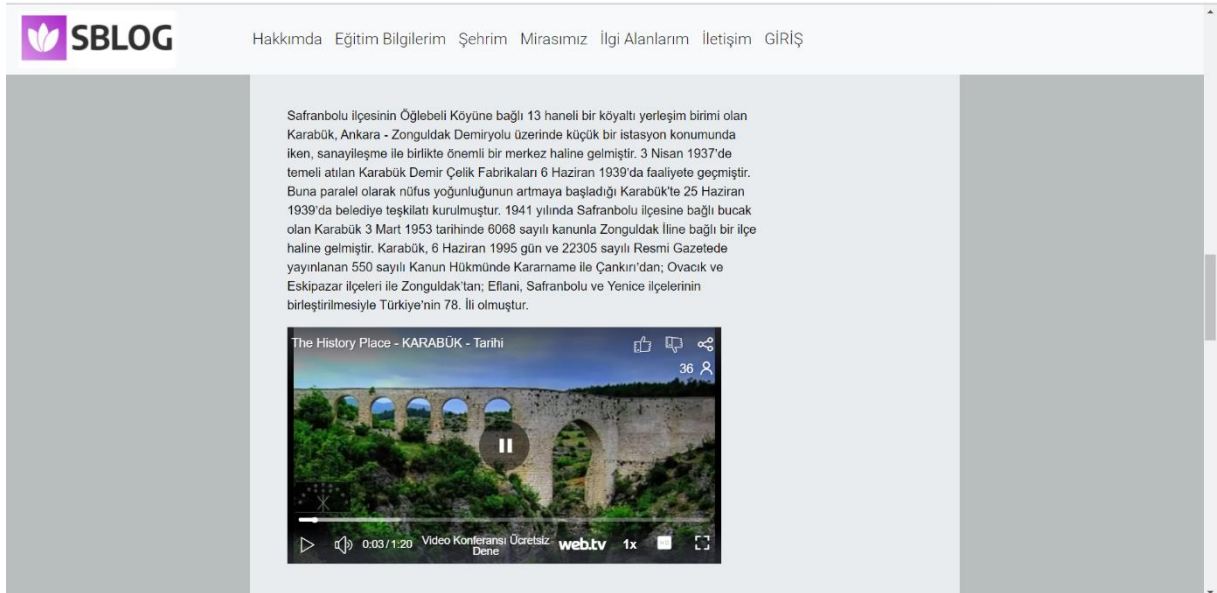 SBLOG
Hakkımda Eğitim Bilgilerim Şehrim Mirasımız İlgi Alanlarım İletişim GİRİŞ
Safranbolu ilçesinin Öğlebeli Köyüne bağlı 13 haneli bir köyaltı yerleşim birimi olan
Karabük, Ankara - Zonguldak Demiryolu üzerinde küçük bir istasyon konumunda
iken, sanayileşme ile birlikte önemli bir merkez haline gelmiştir. 3 Nisan 1937'de
temeli atılan Karabük Demir Çelik Fabrikaları 6 Haziran 1939'da faaliyete geçmiştir.
Buna paralel olarak nüfus yoğunluğunun artmaya başladığı Karabük'te 25 Haziran
1939'da belediye teşkilatı kurulmuştur. 1941 yılında Safranbolu ilçesine bağlı bucak
olan Karabük 3 Mart 1953 tarihinde 6068 sayılı kanunla Zonguldak İline bağlı bir ilçe
haline gelmiştir. Karabük, 6 Haziran 1995 gün ve 22305 sayılı Resmi Gazetede
yayınlanan 550 sayılı Kanun Hükmünde Kararname ile Çankırı'dan; Ovacık ve
Eskipazar ilçeleri ile Zonguldak'tan; Eflani, Safranbolu ve Yenice ilçelerinin
birleştirilmesiyle Türkiye'nin 78. İli olmuştur.
The History Place - KARABÜK - Tarihi
36
0:03 / 1:20 Video Konferansı Ücretsiz Dene web.tv 1x